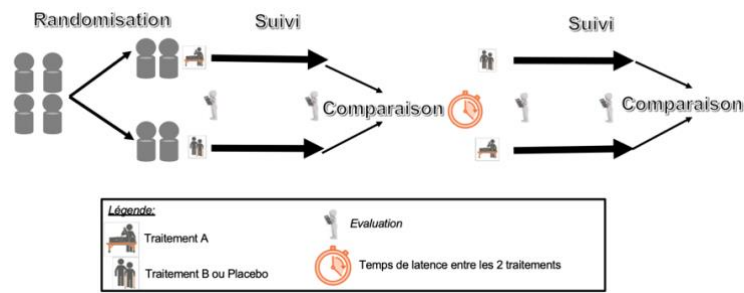 Randomisation
Suivi
Suivi
Comparaison
Comparaison
Légende:
Traitement A
Evaluation
Traitement B ou Placebo
Temps de latence entre les 2 traitements